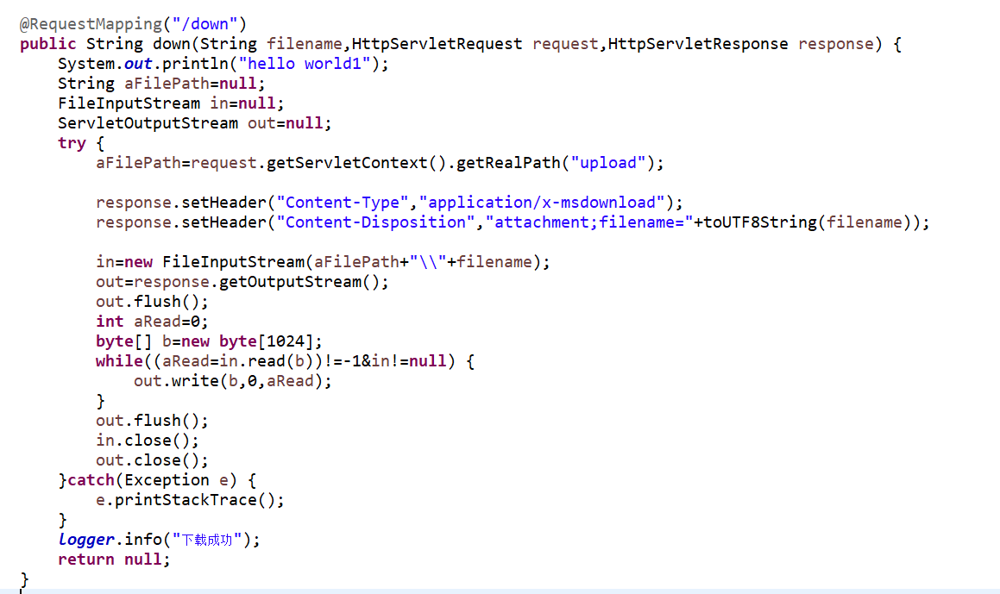 @RequestMapping("/down")
public String down(String filename,HttpServletRequest request,HttpServletResponse response) {
    System.out.println("hello world1");
    String aFilePath=null;
    FileInputStream in=null;
    ServletOutputStream out=null;
    try {
        aFilePath=request.getServletContext().getRealPath("upload");
        response.setHeader("Content-Type","application/x-msdownload");
        response.setHeader("Content-Disposition","attachment;filename="+toUTF8String(filename));
        in=new FileInputStream(aFilePath+"\\"+filename);
        out=response.getOutputStream();
        out.flush();
        int aRead=0;
        byte[] b=new byte[1024];
        while((aRead=in.read(b))!=-1&in!=null) {
            out.write(b,0,aRead);
        }
        out.flush();
        in.close();
        out.close();
    }catch(Exception e) {
        e.printStackTrace();
    }
    logger.info("下载成功");
    return null;
}